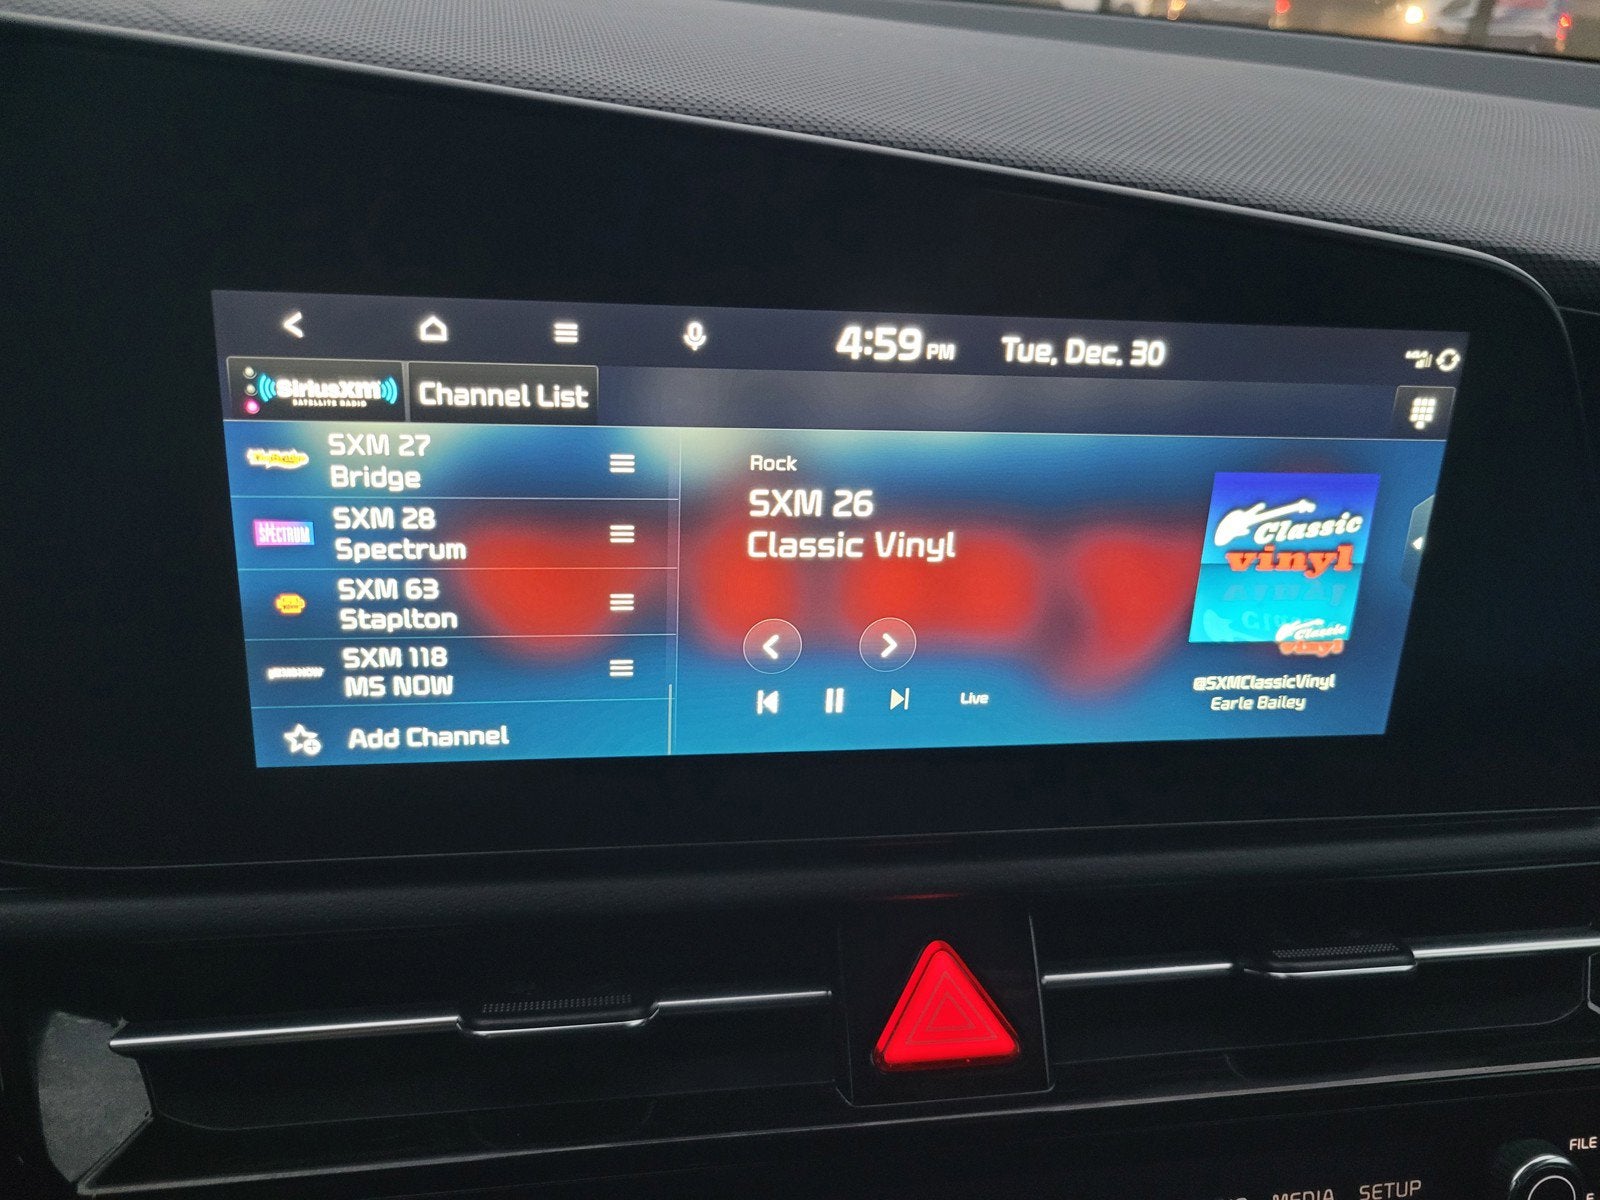 4:59 PM Tue, Dec. 30
SiriusXM
SATELLITE RADIO
Channel List
SXM 27
Bridge
SPECTRUM
SXM 28
Spectrum
SXM 63
Staplton
SXM 118
MS NOW
Add Channel
Rock
SXM 26
Classic Vinyl
Live
Classic
vinyl
Classic
vinyl
@SXMClassicVinyl
Earle Bailey
FILE
MEDIA
SETUP